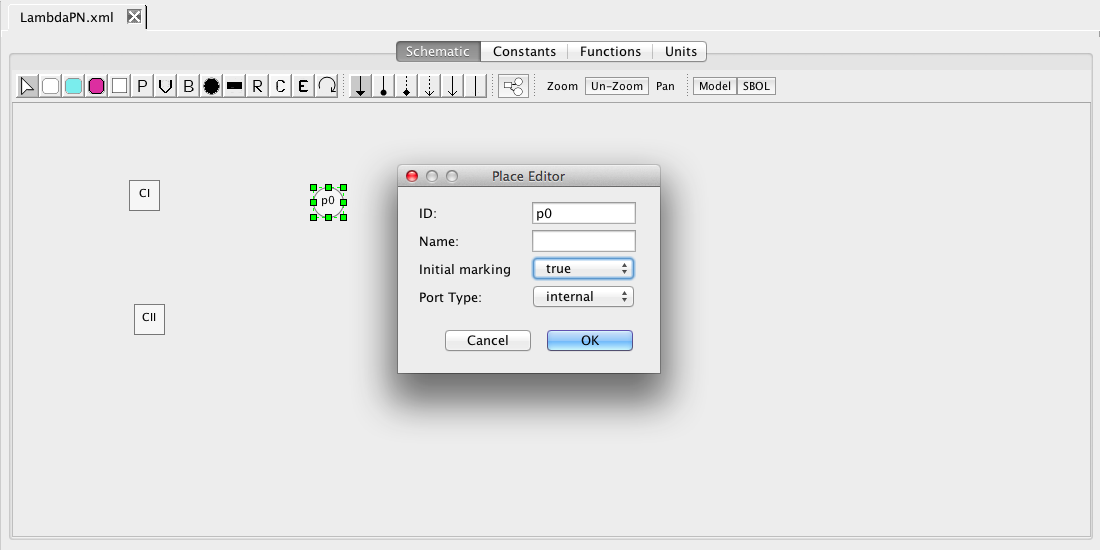 LambdaPN.xml
Schematic Constants Functions Units
P V B R C E Zoom Un-Zoom Pan Model SBOL
CI
p0
CII
Place Editor
ID: p0
Name:
Initial marking true
Port Type: internal
Cancel OK